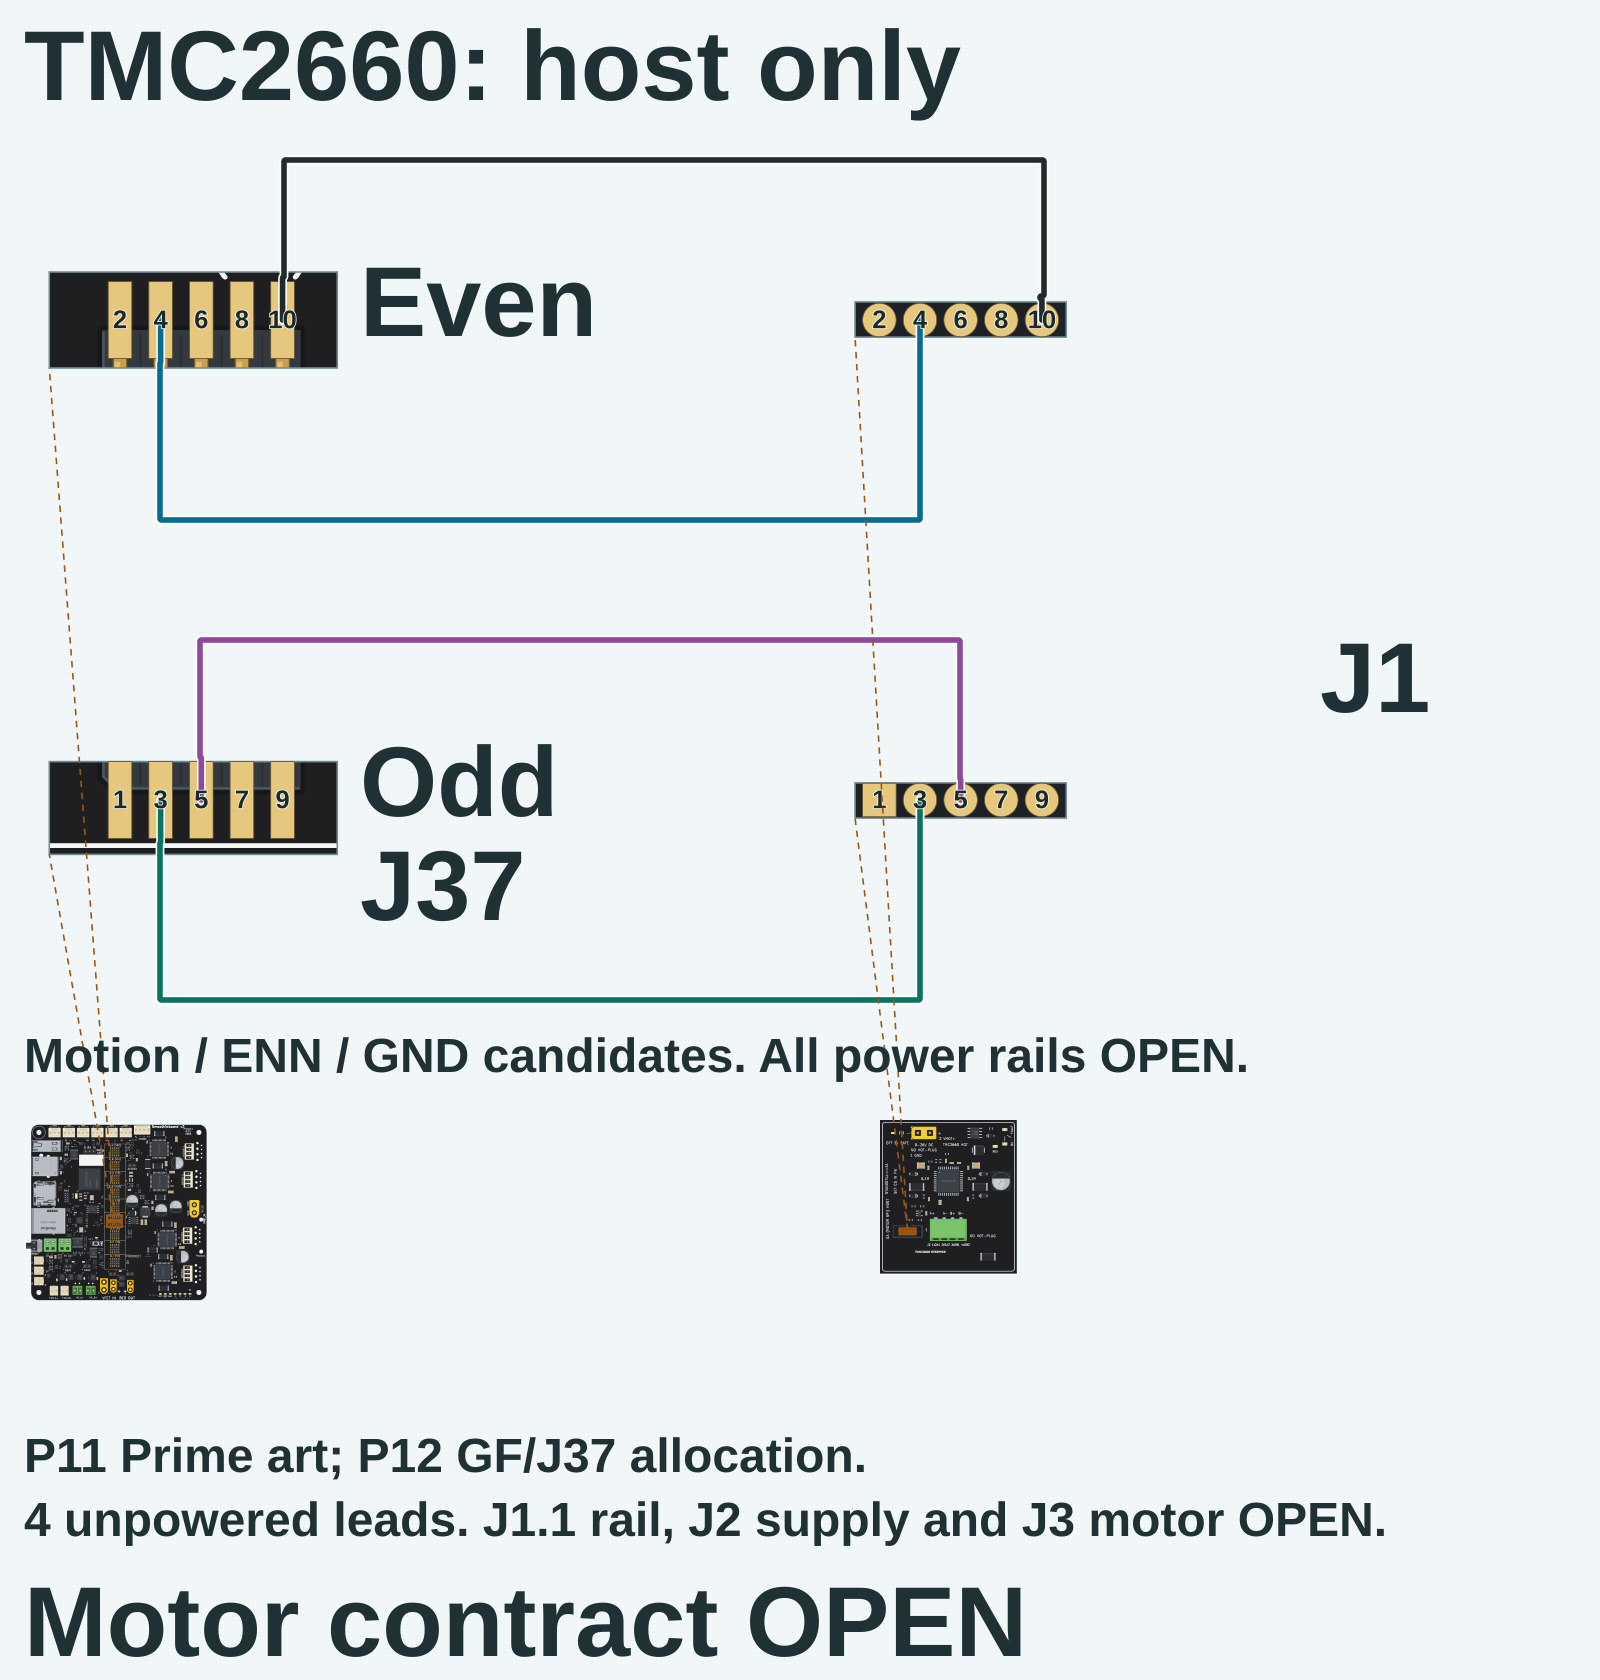 TMC2660: host only
2 4 6 8 10
Even
2 4 6 8 10
J1
1 3 5 7 9
Odd
J37
1 3 5 7 9
Motion / ENN / GND candidates. All power rails OPEN.
NO HOT-PLUG
P11 Prime art; P12 GF/J37 allocation.
4 unpowered leads. J1.1 rail, J2 supply and J3 motor OPEN.
Motor contract OPEN